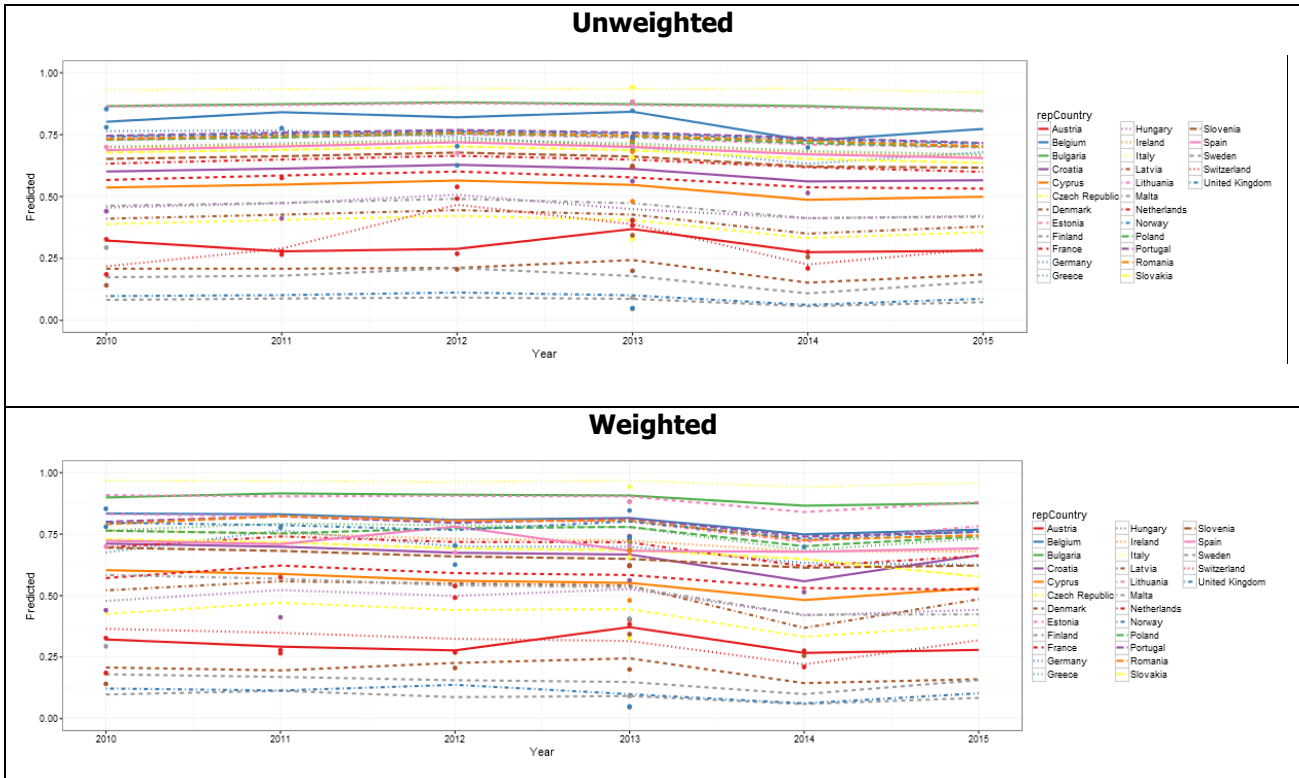 Unweighted
1.00
0.75
0.50
0.25
0.00
Predicted
2010 2011 2012 2013 2014 2015
Year
repCountry
Austria Hungary Slovenia
Belgium Ireland Spain
Bulgaria Italy Sweden
Croatia Latvia Switzerland
Cyprus Lithuania United Kingdom
Czech Republic Malta
Denmark Netherlands
Estonia Norway
Finland Poland
France Portugal
Germany Romania
Greece Slovakia
Weighted
1.00
0.75
0.50
0.25
0.00
Predicted
2010 2011 2012 2013 2014 2015
Year
repCountry
Austria Hungary Slovenia
Belgium Ireland Spain
Bulgaria Italy Sweden
Croatia Latvia Switzerland
Cyprus Lithuania United Kingdom
Czech Republic Malta
Denmark Netherlands
Estonia Norway
Finland Poland
France Portugal
Germany Romania
Greece Slovakia